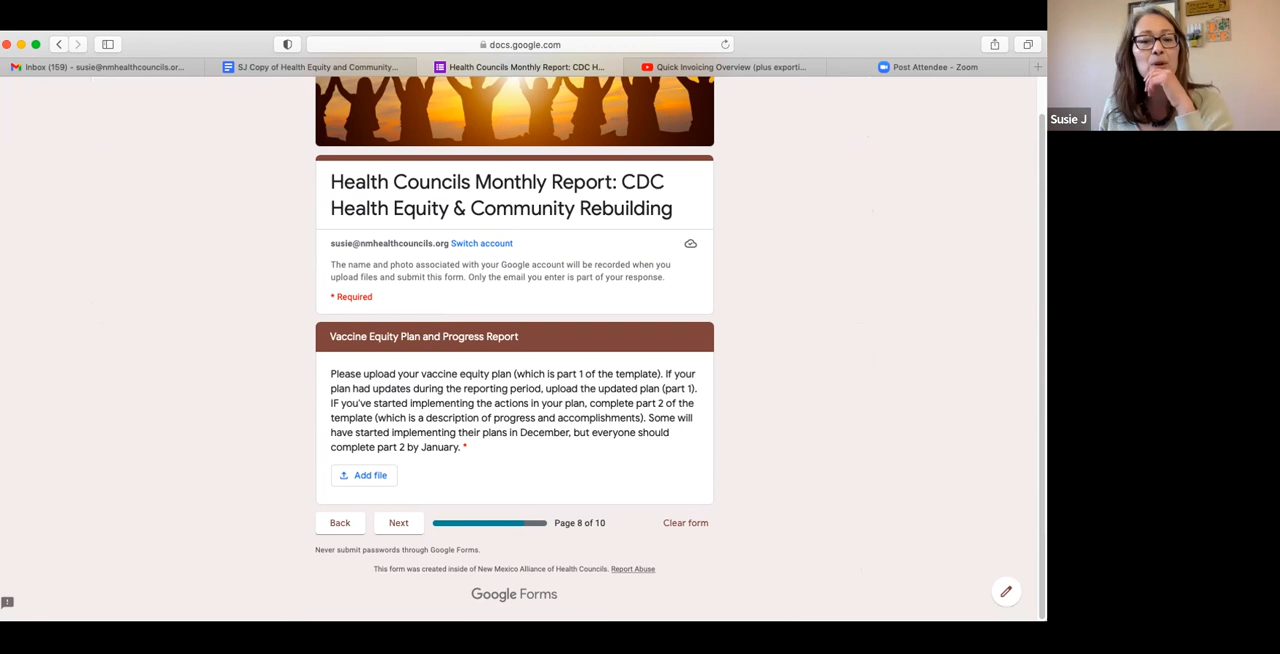 docs.google.com
Inbox (159) - susie@nmhealthcouncils.or...
SJ Copy of Health Equity and Community...
Health Councils Monthly Report: CDC H...
Quick Invoicing Overview (plus exporti...
Post Attendee - Zoom
Susie J
Health Councils Monthly Report: CDC
Health Equity & Community Rebuilding
susie@nmhealthcouncils.org Switch account
The name and photo associated with your Google account will be recorded when you
upload files and submit this form. Only the email you enter is part of your response.
* Required
Vaccine Equity Plan and Progress Report
Please upload your vaccine equity plan (which is part 1 of the template). If your
plan had updates during the reporting period, upload the updated plan (part 1).
IF you've started implementing the actions in your plan, complete part 2 of the
template (which is a description of progress and accomplishments). Some will
have started implementing their plans in December, but everyone should
complete part 2 by January. *
Add file
Back
Next
Page 8 of 10
Clear form
Never submit passwords through Google Forms.
This form was created inside of New Mexico Alliance of Health Councils. Report Abuse
Google Forms